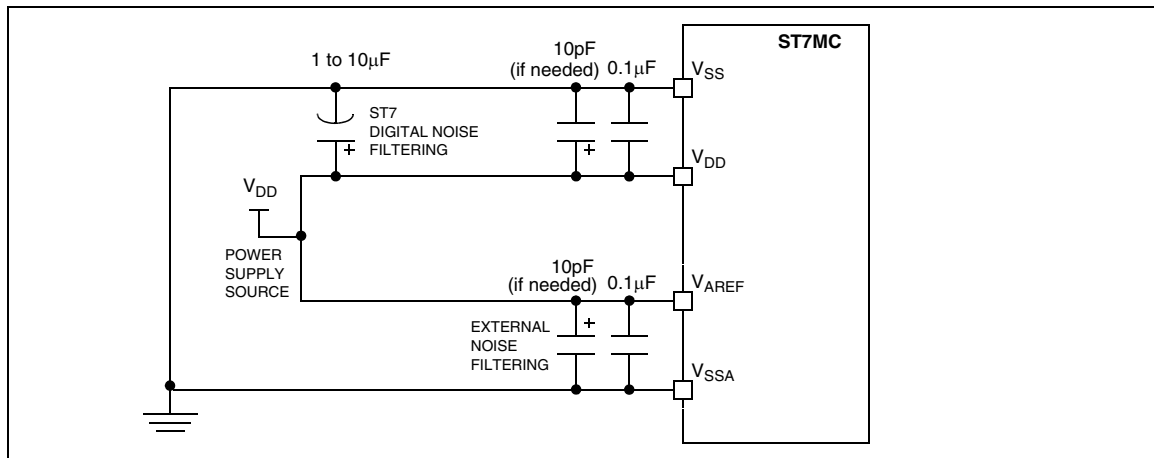 ST7MC
1 to 10μF
10pF
(if needed)
0.1μF
VSS
ST7
DIGITAL NOISE
FILTERING
+
+
VDD
VDD
POWER
SUPPLY
SOURCE
10pF
(if needed)
0.1μF
VAREF
+
EXTERNAL
NOISE
FILTERING
VSSA